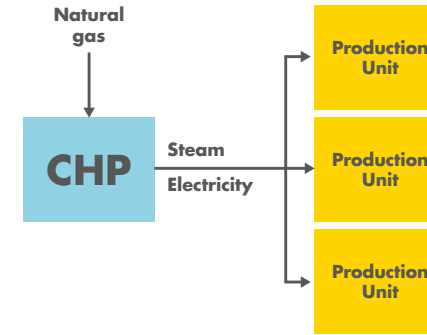 Natural
gas
CHP
Steam
Electricity
Production
Unit
Production
Unit
Production
Unit